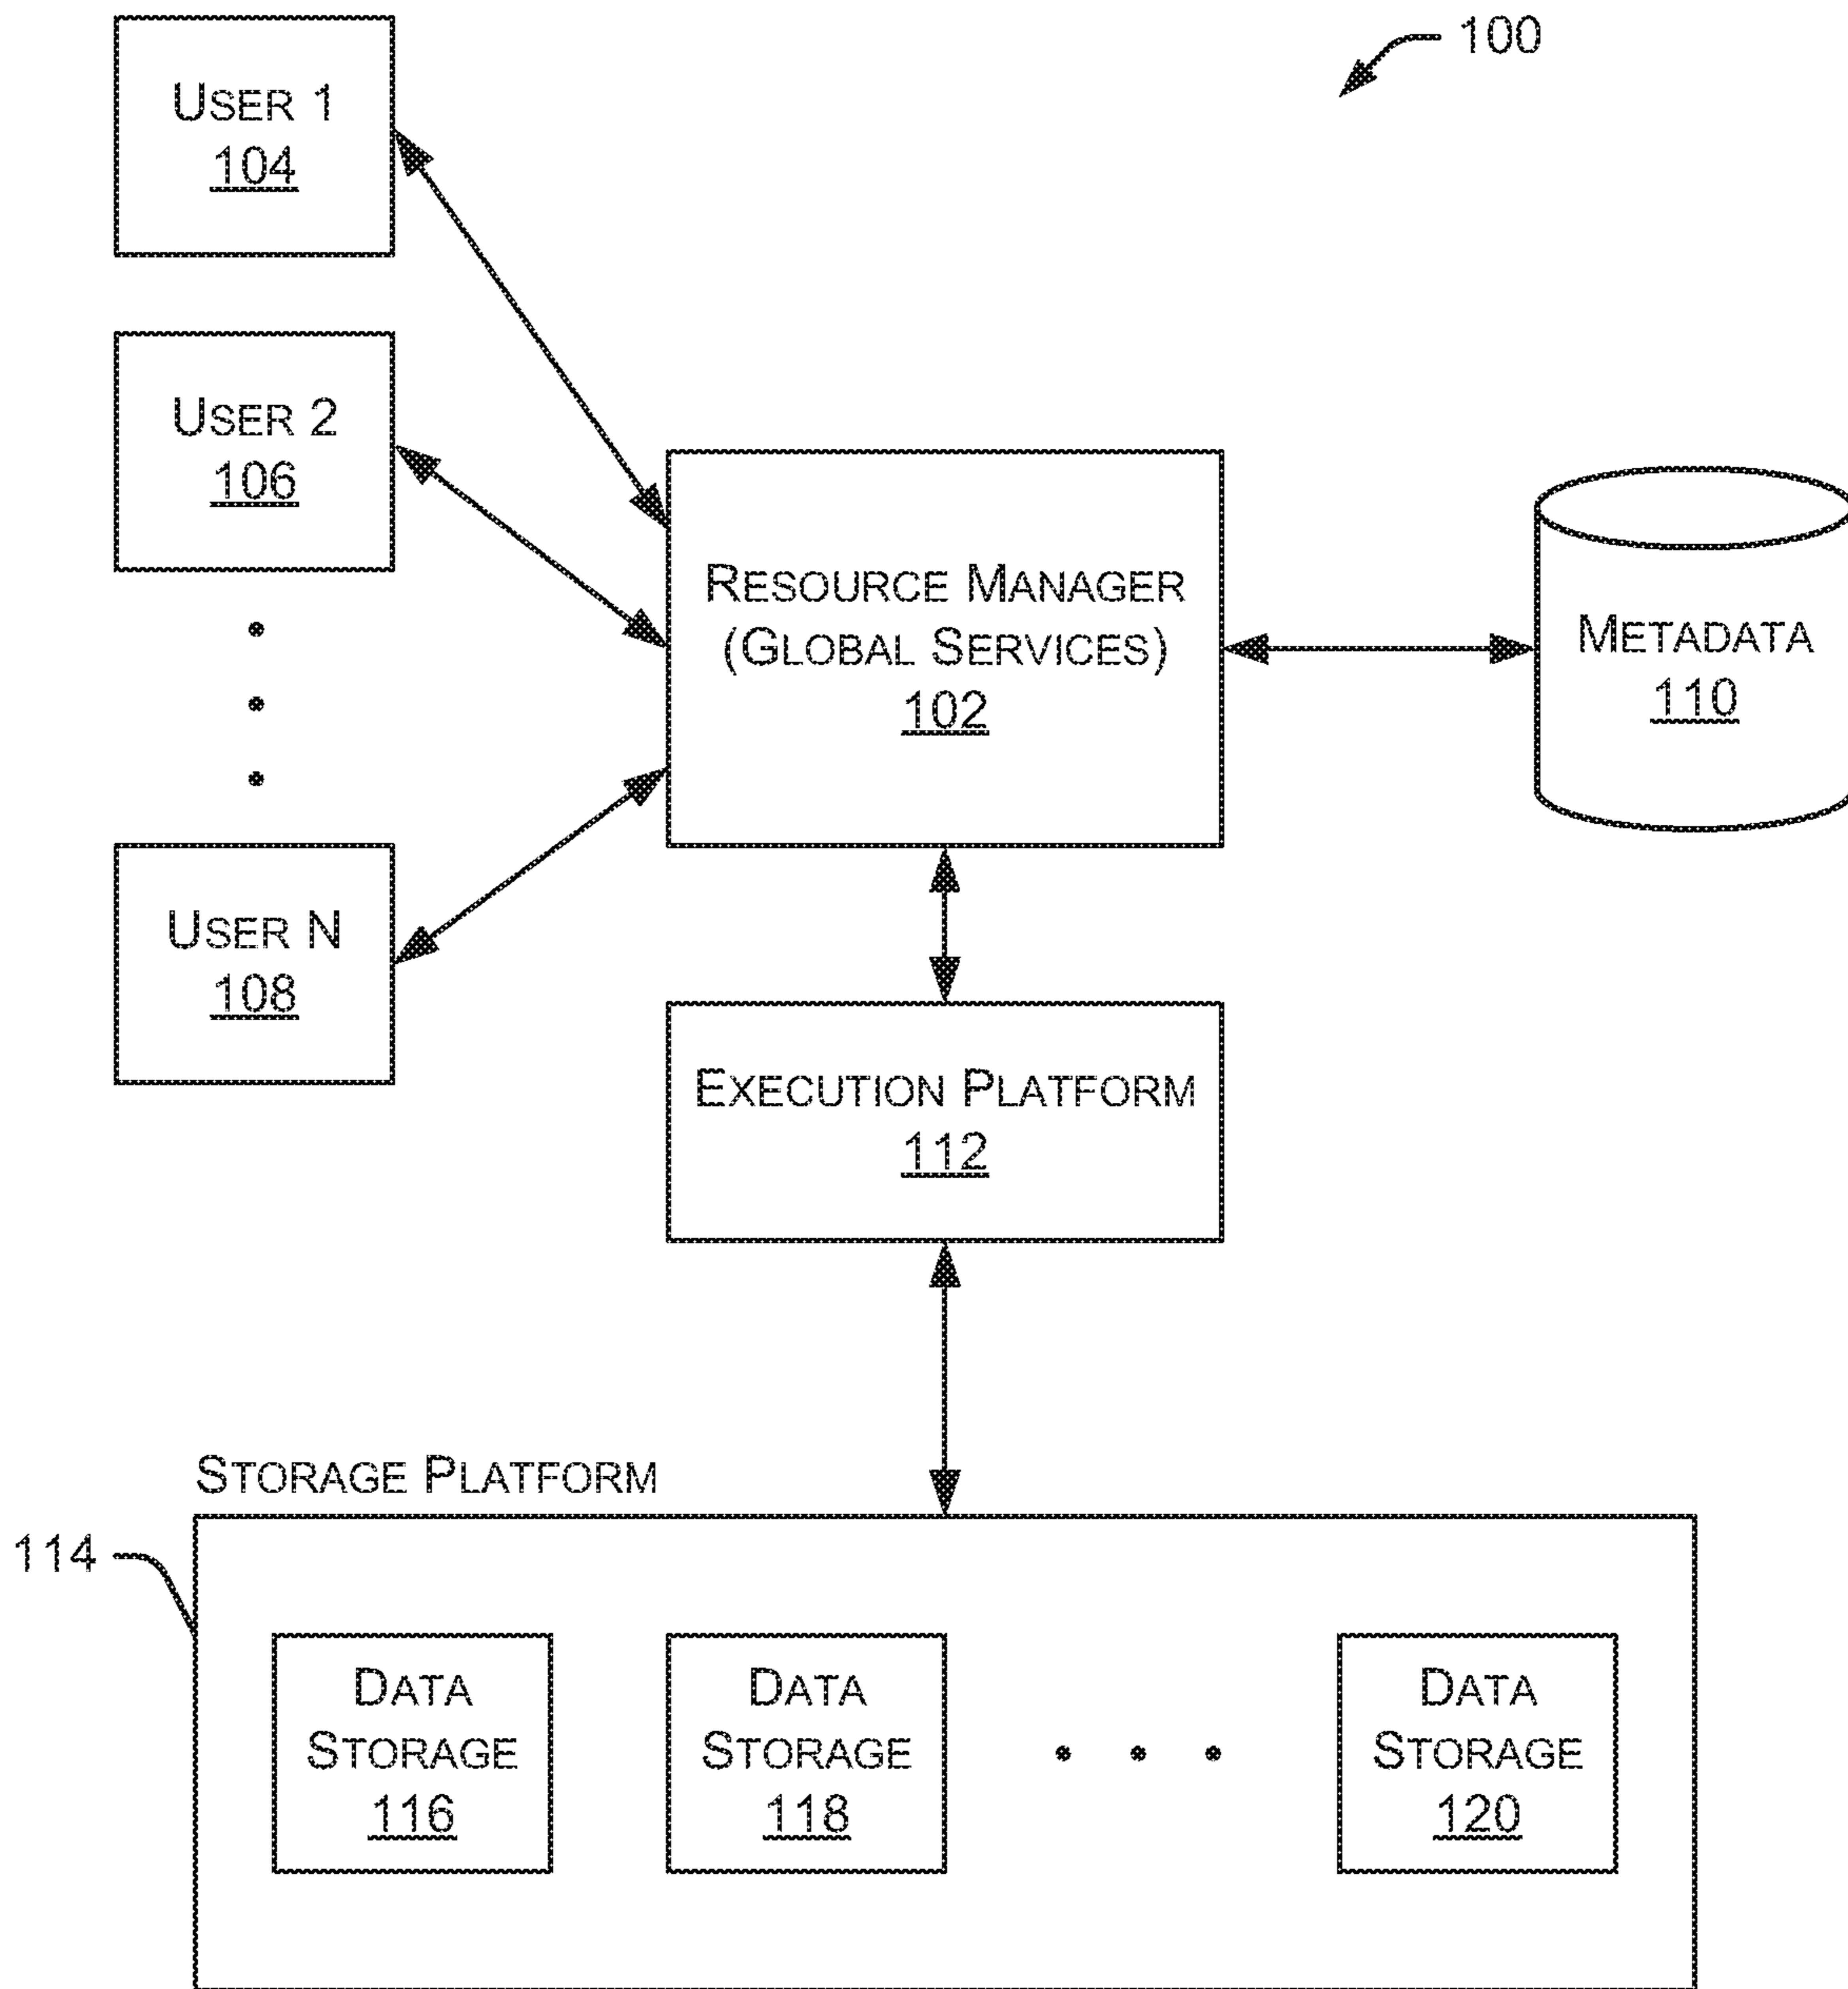 100
USER 1
104
USER 2
106
USER N
108
RESOURCE MANAGER
(GLOBAL SERVICES)
102
METADATA
110
EXECUTION PLATFORM
112
STORAGE PLATFORM
114
DATA
STORAGE
116
DATA
STORAGE
118
DATA
STORAGE
120